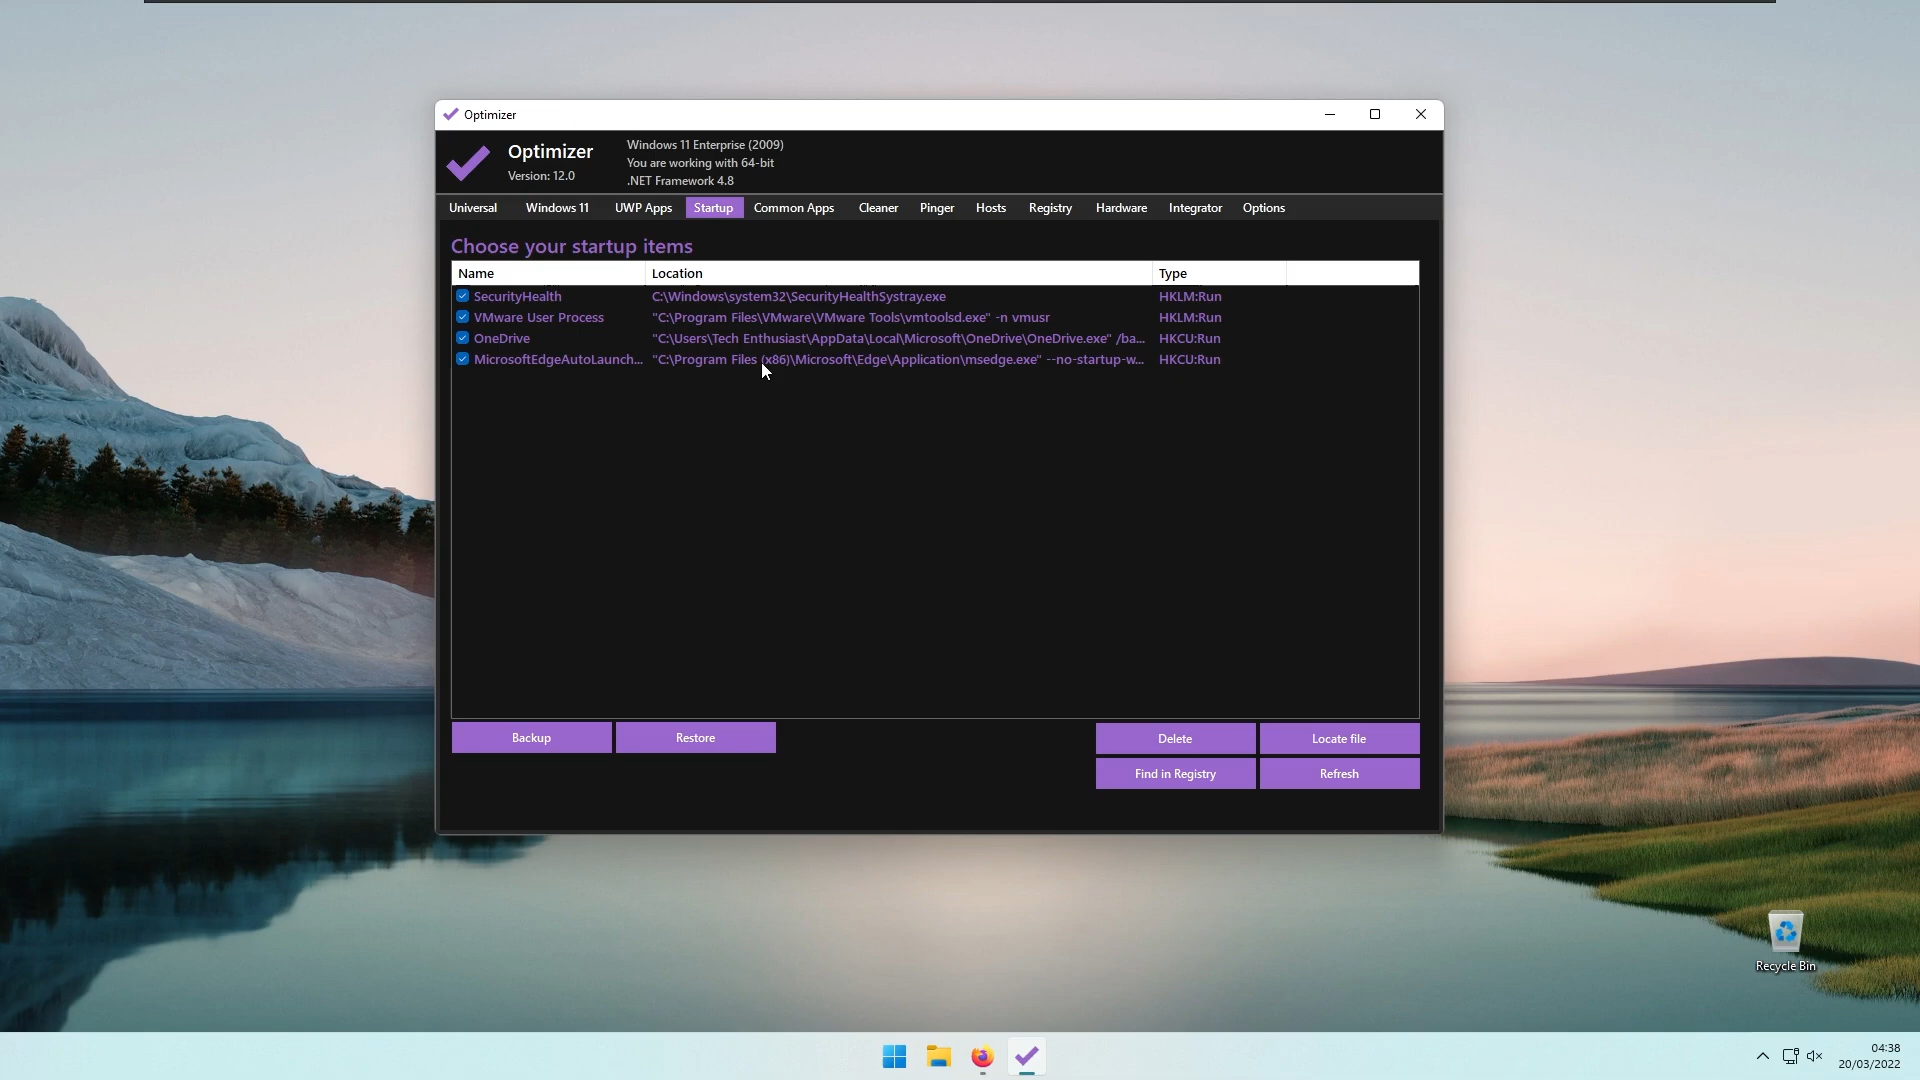 Optimizer
Optimizer
Version: 12.0
Windows 11 Enterprise (2009)
You are working with 64-bit
.NET Framework 4.8
Universal Windows 11 UWP Apps Startup Common Apps Cleaner Pinger Hosts Registry Hardware Integrator Options
Choose your startup items
Name Location Type
SecurityHealth C:\Windows\system32\SecurityHealthSystray.exe HKLM:Run
VMware User Process "C:\Program Files\VMware\VMware Tools\vmtoolsd.exe" -n vmusr HKLM:Run
OneDrive "C:\Users\Tech Enthusiast\AppData\Local\Microsoft\OneDrive\OneDrive.exe" /ba... HKCU:Run
MicrosoftEdgeAutoLaunch... "C:\Program Files (x86)\Microsoft\Edge\Application\msedge.exe" --no-startup-w... HKCU:Run
Backup Restore Delete Locate file
Find in Registry Refresh
Recycle Bin
04:38
20/03/2022